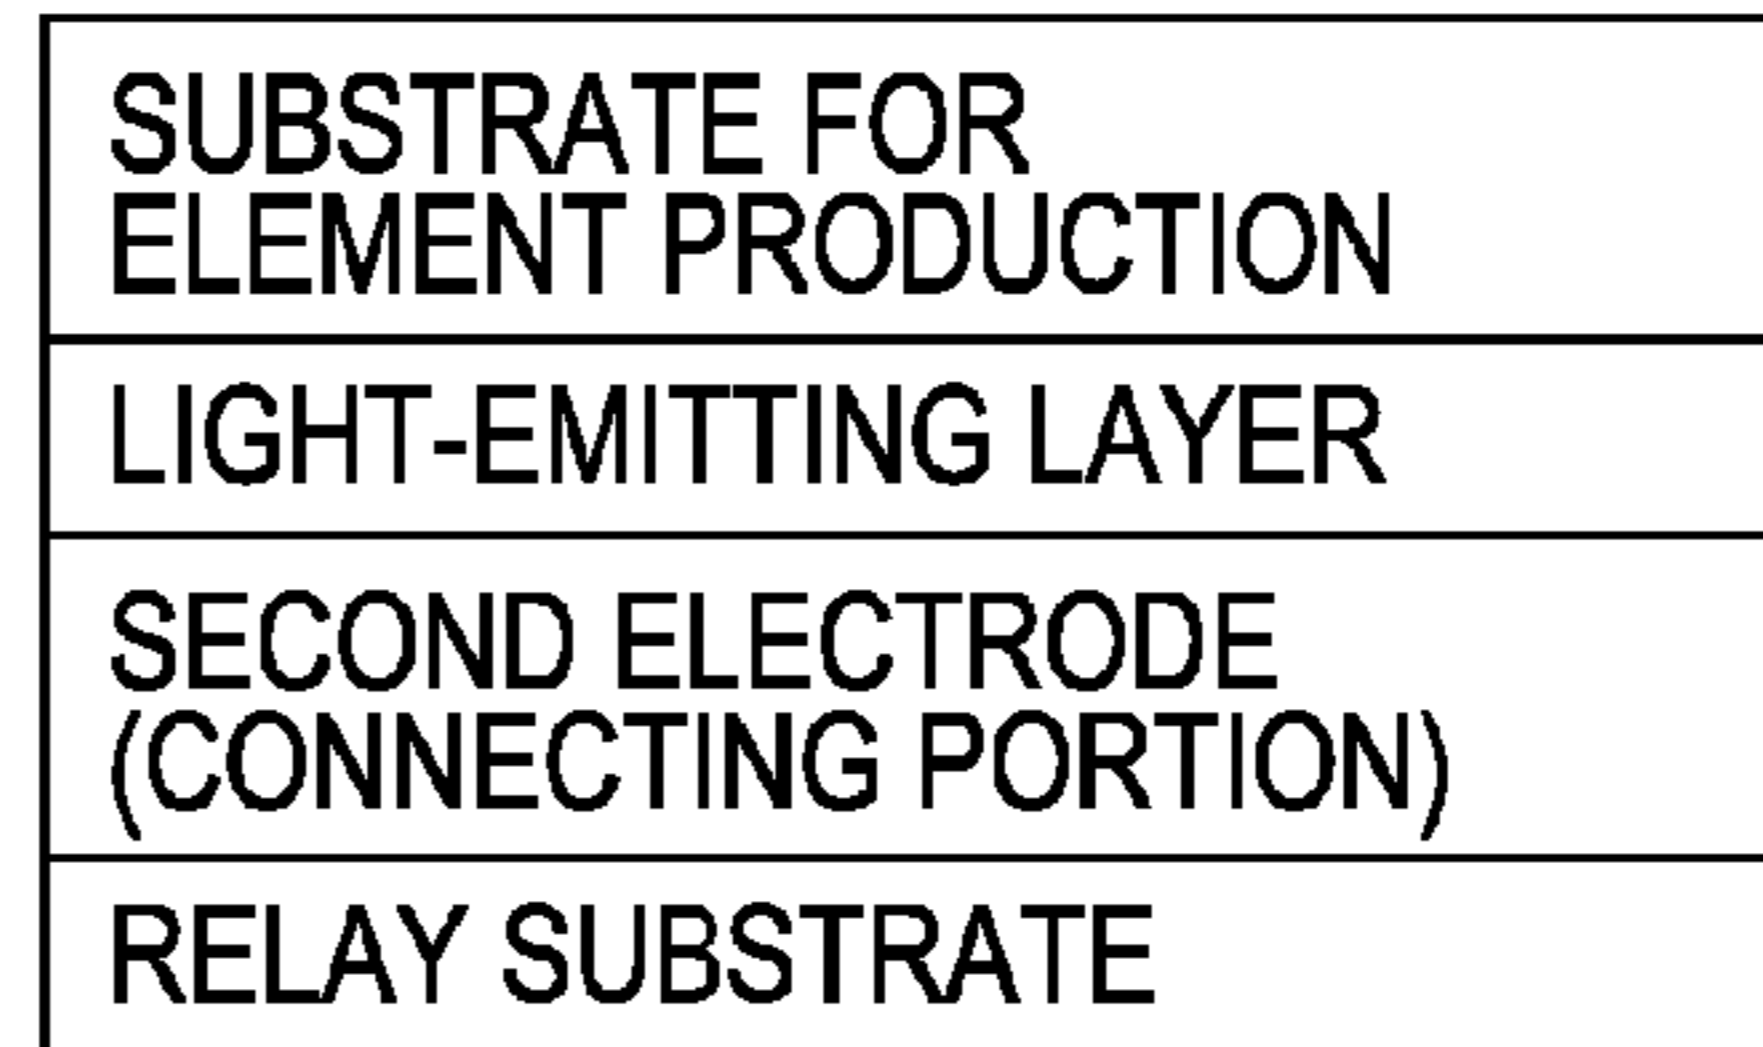 SUBSTRATE FOR
ELEMENT PRODUCTION
LIGHT-EMITTING LAYER
SECOND ELECTRODE
(CONNECTING PORTION)
RELAY SUBSTRATE